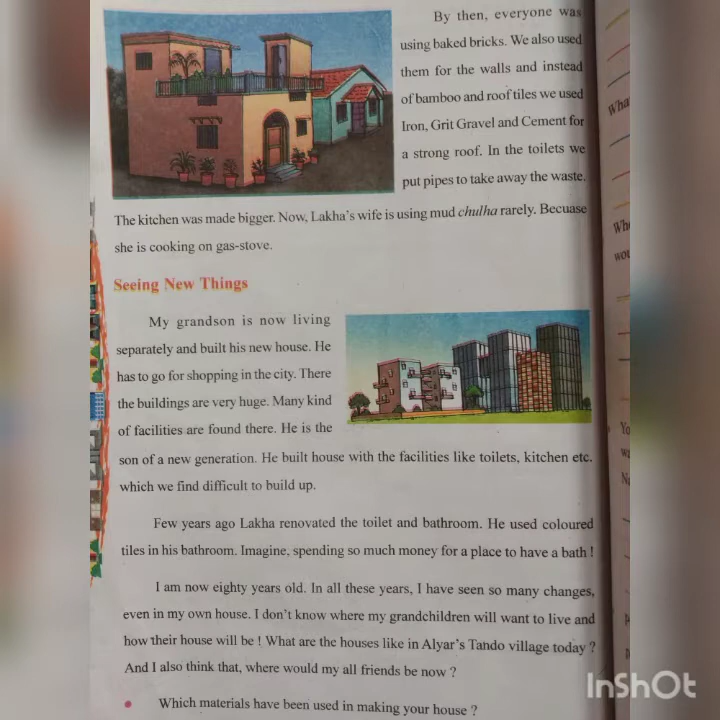 By then, everyone was
using baked bricks. We also used
them for the walls and instead
of bamboo and roof tiles we used
Iron, Grit Gravel and Cement for
a strong roof. In the toilets we
put pipes to take away the waste.
The kitchen was made bigger. Now, Lakha's wife is using mud chulha rarely. Becuase
she is cooking on gas-stove.
Seeing New Things
My grandson is now living
separately and built his new house. He
has to go for shopping in the city. There
the buildings are very huge. Many kind
of facilities are found there. He is the
son of a new generation. He built house with the facilities like toilets, kitchen etc.
which we find difficult to build up.
Few years ago Lakha renovated the toilet and bathroom. He used coloured
tiles in his bathroom. Imagine, spending so much money for a place to have a bath !
I am now eighty years old. In all these years, I have seen so many changes,
even in my own house. I don't know where my grandchildren will want to live and
how their house will be ! What are the houses like in Alyar's Tando village today ?
And I also think that, where would my all friends be now ?
• Which materials have been used in making your house ?
InShOt